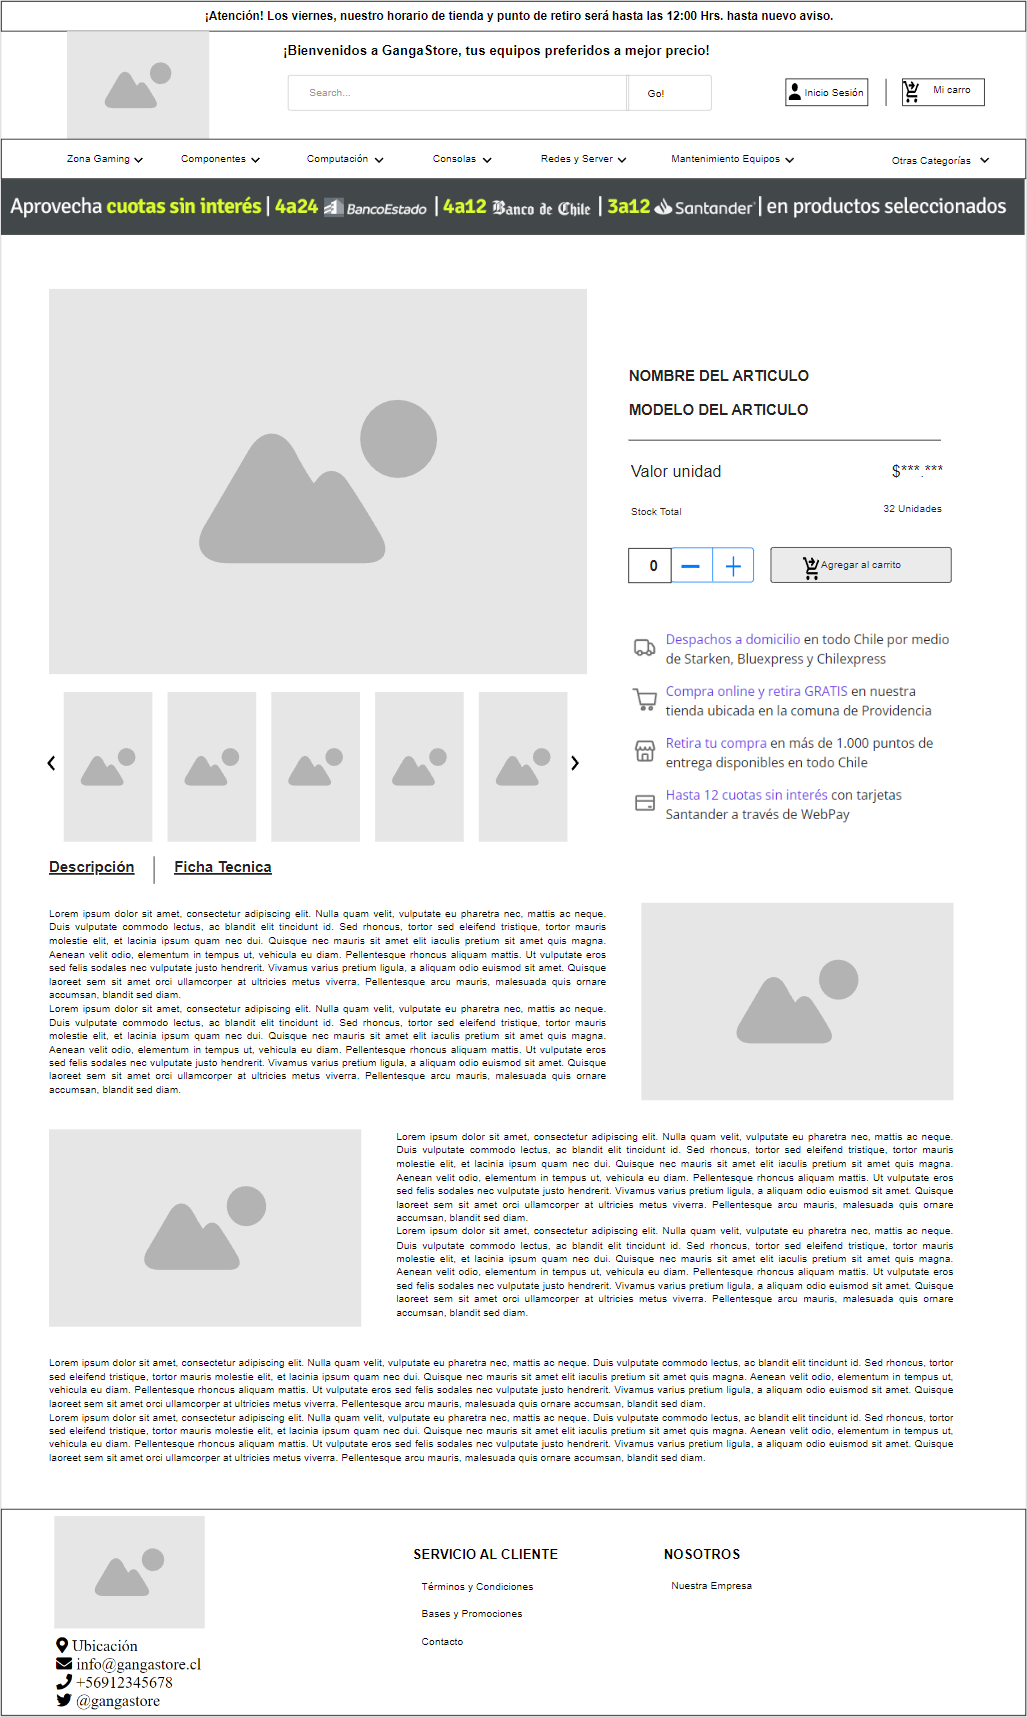 ¡Atención! Los viernes, nuestro horario de tienda y punto de retiro será hasta las 12:00 Hrs. hasta nuevo aviso.
¡Bienvenidos a GangaStore, tus equipos preferidos a mejor precio!
Search...
Go!
Inicio Sesión
Mi carro
Zona Gaming
Componentes
Computación
Consolas
Redes y Server
Mantenimiento Equipos
Otras Categorías
Aprovecha cuotas sin interés | 4a24 BancoEstado | 4a12 Banco de Chile | 3a12 Santander | en productos seleccionados
NOMBRE DEL ARTICULO
MODELO DEL ARTICULO
Valor unidad $***.***
Stock Total 32 Unidades
0
Agregar al carrito
Despachos a domicilio en todo Chile por medio
de Starken, Bluexpress y Chilexpress
Compra online y retira GRATIS en nuestra
tienda ubicada en la comuna de Providencia
Retira tu compra en más de 1.000 puntos de
entrega disponibles en todo Chile
Hasta 12 cuotas sin interés con tarjetas
Santander a través de WebPay
Descripción
Ficha Tecnica
Lorem ipsum dolor sit amet, consectetur adipiscing elit. Nulla quam velit, vulputate eu pharetra nec, mattis ac neque.
Duis vulputate commodo lectus, ac blandit elit tincidunt id. Sed rhoncus, tortor sed eleifend tristique, tortor mauris
molestie elit, et lacinia ipsum quam nec dui. Quisque nec mauris sit amet elit iaculis pretium sit amet quis magna.
Aenean velit odio, elementum in tempus ut, vehicula eu diam. Pellentesque rhoncus aliquam mattis. Ut vulputate eros
sed felis sodales nec vulputate justo hendrerit. Vivamus varius pretium ligula, a aliquam odio euismod sit amet. Quisque
laoreet sem sit amet orci ullamcorper at ultricies metus viverra. Pellentesque arcu mauris, malesuada quis ornare
accumsan, blandit sed diam.
Lorem ipsum dolor sit amet, consectetur adipiscing elit. Nulla quam velit, vulputate eu pharetra nec, mattis ac neque.
Duis vulputate commodo lectus, ac blandit elit tincidunt id. Sed rhoncus, tortor sed eleifend tristique, tortor mauris
molestie elit, et lacinia ipsum quam nec dui. Quisque nec mauris sit amet elit iaculis pretium sit amet quis magna.
Aenean velit odio, elementum in tempus ut, vehicula eu diam. Pellentesque rhoncus aliquam mattis. Ut vulputate eros
sed felis sodales nec vulputate justo hendrerit. Vivamus varius pretium ligula, a aliquam odio euismod sit amet. Quisque
laoreet sem sit amet orci ullamcorper at ultricies metus viverra. Pellentesque arcu mauris, malesuada quis ornare
accumsan, blandit sed diam.
Lorem ipsum dolor sit amet, consectetur adipiscing elit. Nulla quam velit, vulputate eu pharetra nec, mattis ac neque.
Duis vulputate commodo lectus, ac blandit elit tincidunt id. Sed rhoncus, tortor sed eleifend tristique, tortor mauris
molestie elit, et lacinia ipsum quam nec dui. Quisque nec mauris sit amet elit iaculis pretium sit amet quis magna.
Aenean velit odio, elementum in tempus ut, vehicula eu diam. Pellentesque rhoncus aliquam mattis. Ut vulputate eros
sed felis sodales nec vulputate justo hendrerit. Vivamus varius pretium ligula, a aliquam odio euismod sit amet. Quisque
laoreet sem sit amet orci ullamcorper at ultricies metus viverra. Pellentesque arcu mauris, malesuada quis ornare
accumsan, blandit sed diam.
Lorem ipsum dolor sit amet, consectetur adipiscing elit. Nulla quam velit, vulputate eu pharetra nec, mattis ac neque.
Duis vulputate commodo lectus, ac blandit elit tincidunt id. Sed rhoncus, tortor sed eleifend tristique, tortor mauris
molestie elit, et lacinia ipsum quam nec dui. Quisque nec mauris sit amet elit iaculis pretium sit amet quis magna.
Aenean velit odio, elementum in tempus ut, vehicula eu diam. Pellentesque rhoncus aliquam mattis. Ut vulputate eros
sed felis sodales nec vulputate justo hendrerit. Vivamus varius pretium ligula, a aliquam odio euismod sit amet. Quisque
laoreet sem sit amet orci ullamcorper at ultricies metus viverra. Pellentesque arcu mauris, malesuada quis ornare
accumsan, blandit sed diam.
Lorem ipsum dolor sit amet, consectetur adipiscing elit. Nulla quam velit, vulputate eu pharetra nec, mattis ac neque. Duis vulputate commodo lectus, ac blandit elit tincidunt id. Sed rhoncus, tortor
sed eleifend tristique, tortor mauris molestie elit, et lacinia ipsum quam nec dui. Quisque nec mauris sit amet elit iaculis pretium sit amet quis magna. Aenean velit odio, elementum in tempus ut,
vehicula eu diam. Pellentesque rhoncus aliquam mattis. Ut vulputate eros sed felis sodales nec vulputate justo hendrerit. Vivamus varius pretium ligula, a aliquam odio euismod sit amet. Quisque
laoreet sem sit amet orci ullamcorper at ultricies metus viverra. Pellentesque arcu mauris, malesuada quis ornare accumsan, blandit sed diam.
Lorem ipsum dolor sit amet, consectetur adipiscing elit. Nulla quam velit, vulputate eu pharetra nec, mattis ac neque. Duis vulputate commodo lectus, ac blandit elit tincidunt id. Sed rhoncus, tortor
sed eleifend tristique, tortor mauris molestie elit, et lacinia ipsum quam nec dui. Quisque nec mauris sit amet elit iaculis pretium sit amet quis magna. Aenean velit odio, elementum in tempus ut,
vehicula eu diam. Pellentesque rhoncus aliquam mattis. Ut vulputate eros sed felis sodales nec vulputate justo hendrerit. Vivamus varius pretium ligula, a aliquam odio euismod sit amet. Quisque
laoreet sem sit amet orci ullamcorper at ultricies metus viverra. Pellentesque arcu mauris, malesuada quis ornare accumsan, blandit sed diam.
Ubicación
info@gangastore.cl
+56912345678
@gangastore
SERVICIO AL CLIENTE
Términos y Condiciones
Bases y Promociones
Contacto
NOSOTROS
Nuestra Empresa